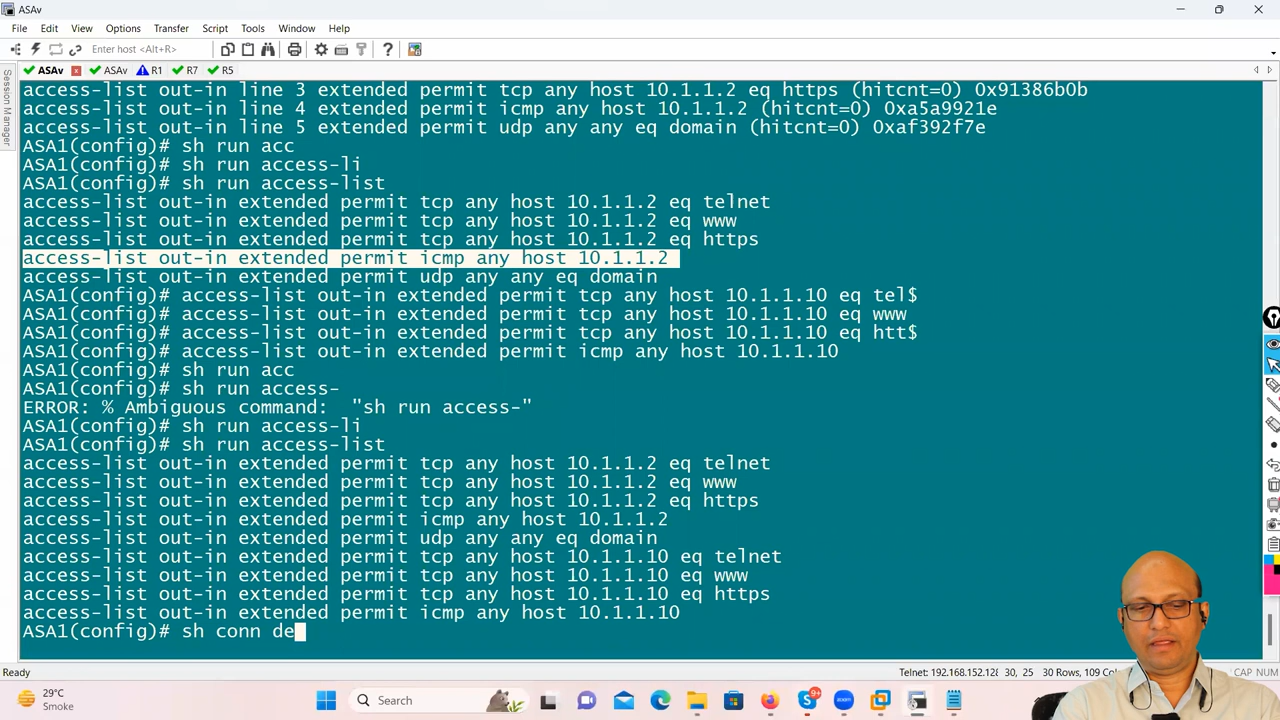 ASAv
File Edit View Options Transfer Script Tools Window Help
Enter host <Alt+R>
ASAv ASAv R1 R7 R5
Session Manager
access-list out-in line 3 extended permit tcp any host 10.1.1.2 eq https (hitcnt=0) 0x91386b0b
access-list out-in line 4 extended permit icmp any host 10.1.1.2 (hitcnt=0) 0xa5a9921e
access-list out-in line 5 extended permit udp any any eq domain (hitcnt=0) 0xaf392f7e
ASA1(config)# sh run acc
ASA1(config)# sh run access-li
ASA1(config)# sh run access-list
access-list out-in extended permit tcp any host 10.1.1.2 eq telnet
access-list out-in extended permit tcp any host 10.1.1.2 eq www
access-list out-in extended permit tcp any host 10.1.1.2 eq https
access-list out-in extended permit icmp any host 10.1.1.2
access-list out-in extended permit udp any any eq domain
ASA1(config)# access-list out-in extended permit tcp any host 10.1.1.10 eq tel$
ASA1(config)# access-list out-in extended permit tcp any host 10.1.1.10 eq www
ASA1(config)# access-list out-in extended permit tcp any host 10.1.1.10 eq htt$
ASA1(config)# access-list out-in extended permit icmp any host 10.1.1.10
ASA1(config)# sh run acc
ASA1(config)# sh run access-
ERROR: % Ambiguous command:  "sh run access-"
ASA1(config)# sh run access-li
ASA1(config)# sh run access-list
access-list out-in extended permit tcp any host 10.1.1.2 eq telnet
access-list out-in extended permit tcp any host 10.1.1.2 eq www
access-list out-in extended permit tcp any host 10.1.1.2 eq https
access-list out-in extended permit icmp any host 10.1.1.2
access-list out-in extended permit udp any any eq domain
access-list out-in extended permit tcp any host 10.1.1.10 eq telnet
access-list out-in extended permit tcp any host 10.1.1.10 eq www
access-list out-in extended permit tcp any host 10.1.1.10 eq https
access-list out-in extended permit icmp any host 10.1.1.10
ASA1(config)# sh conn de
Ready Telnet: 192.168.152.128 30, 25 30 Rows, 109 Co CAP NUM
29°C
Smoke
Search
9+
zoom